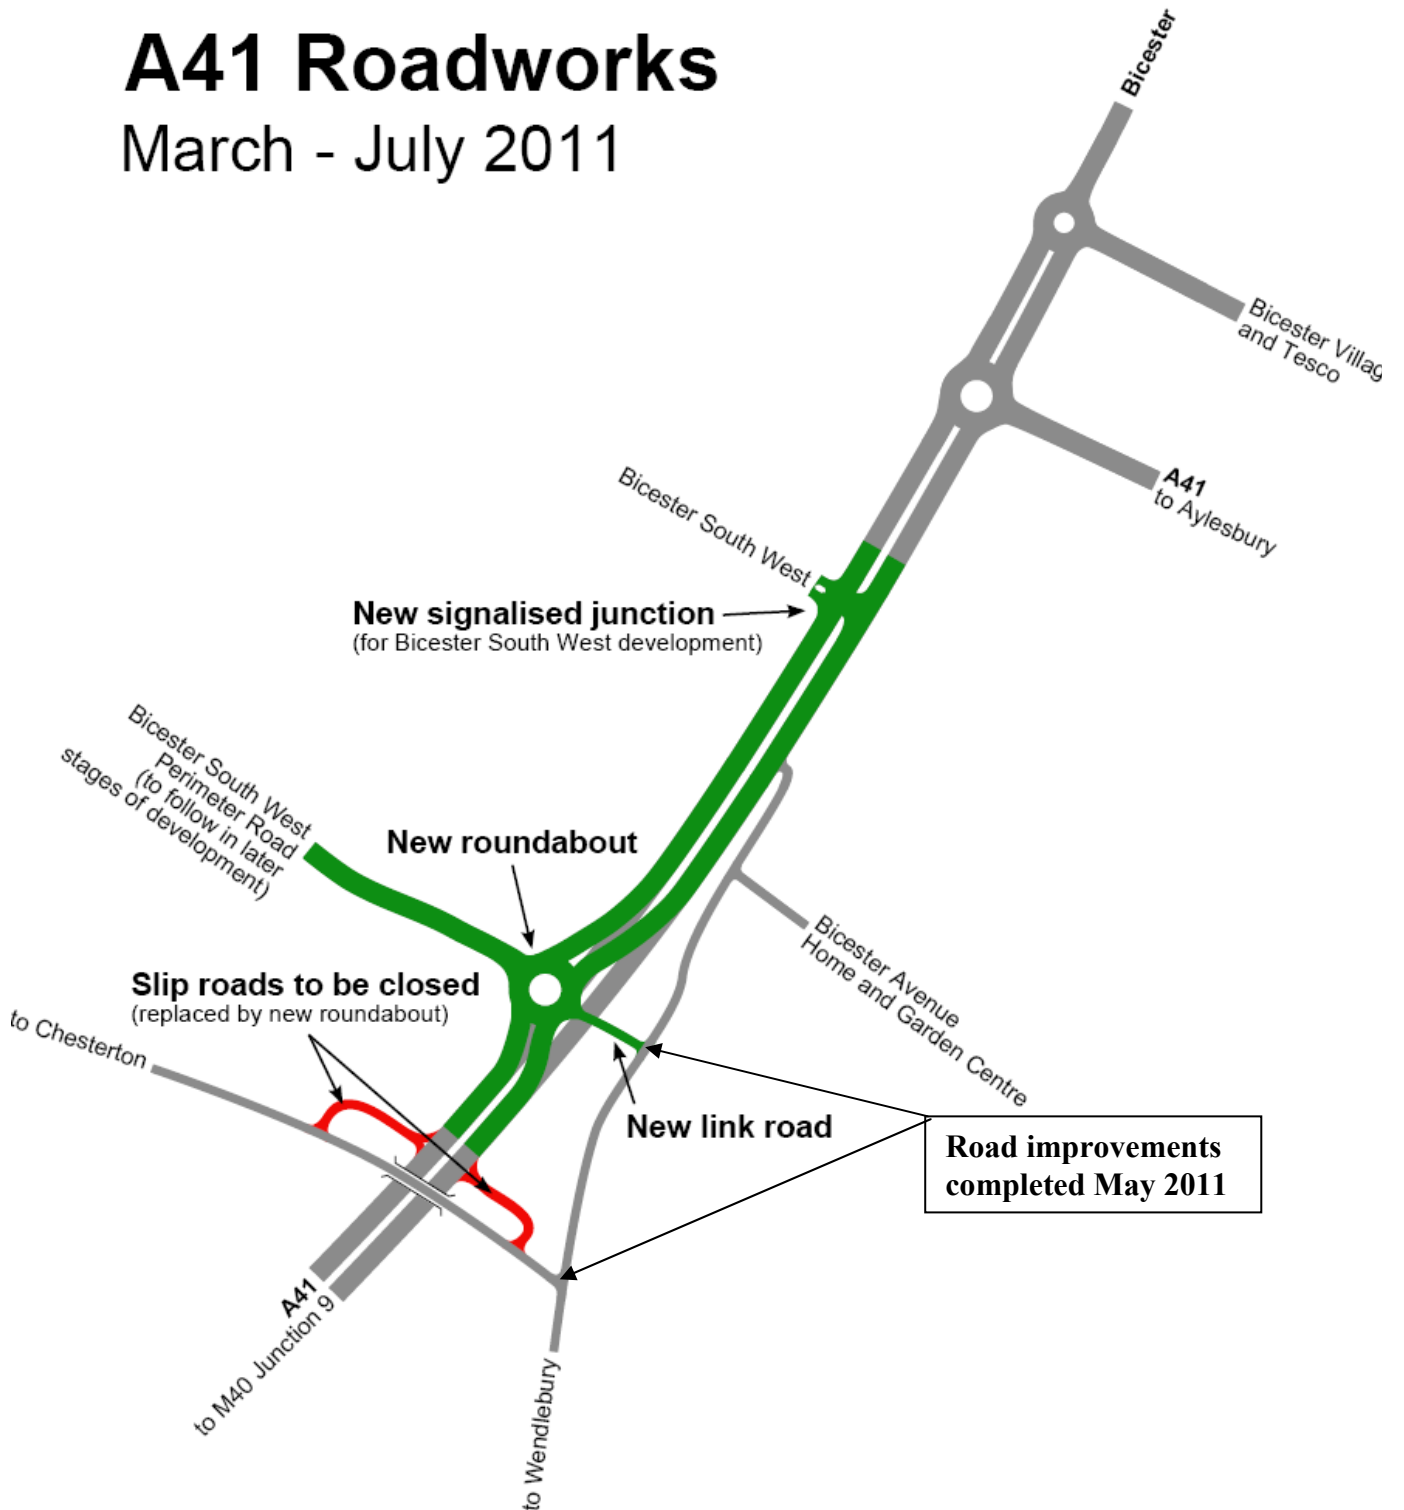 A41 Roadworks
March - July 2011
Bicester
Bicester Villag
and Tesco
A41
to Aylesbury
Bicester South West
New signalised junction
(for Bicester South West development)
Bicester South West
Perimeter Road
(to follow in later
stages of development)
New roundabout
Bicester Avenue
Home and Garden Centre
Slip roads to be closed
(replaced by new roundabout)
to Chesterton
New link road
Road improvements
completed May 2011
A41
to M40 Junction 9
to Wendlebury